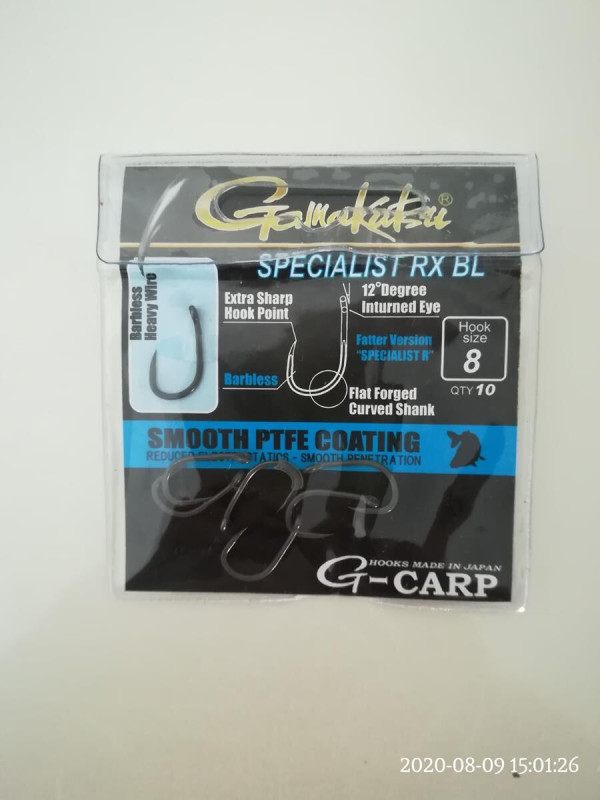 Gamakatsu®
SPECIALIST RX BL
Barbless
Heavy Wire
Extra Sharp
Hook Point
12°Degree
Inturned Eye
Fatter Version
"SPECIALIST R"
Barbless
Flat Forged
Curved Shank
Hook
size
8
QTY 10
SMOOTH PTFE COATING
REDUCED ELECTROSTATICS - SMOOTH PENETRATION
HOOKS MADE IN JAPAN
G-CARP
2020-08-09 15:01:26